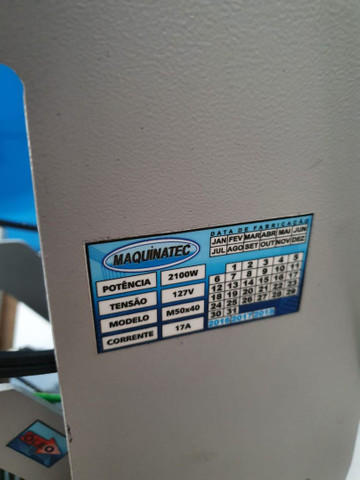 MAQUINATEC
DATA DE FABRICAÇÃO
JAN FEV MAR ABR MAI JUN
JUL AGO SET OUT NOV DEZ
POTÊNCIA 2100W
TENSÃO 127V
MODELO M50x40
CORRENTE 17A
1 2 3 4 5
6 7 8 9 10 11
12 13 14 15 16 17
18 19 20 21 22 23
24 25 26 27 28 29
30 31
2016 2017 2018